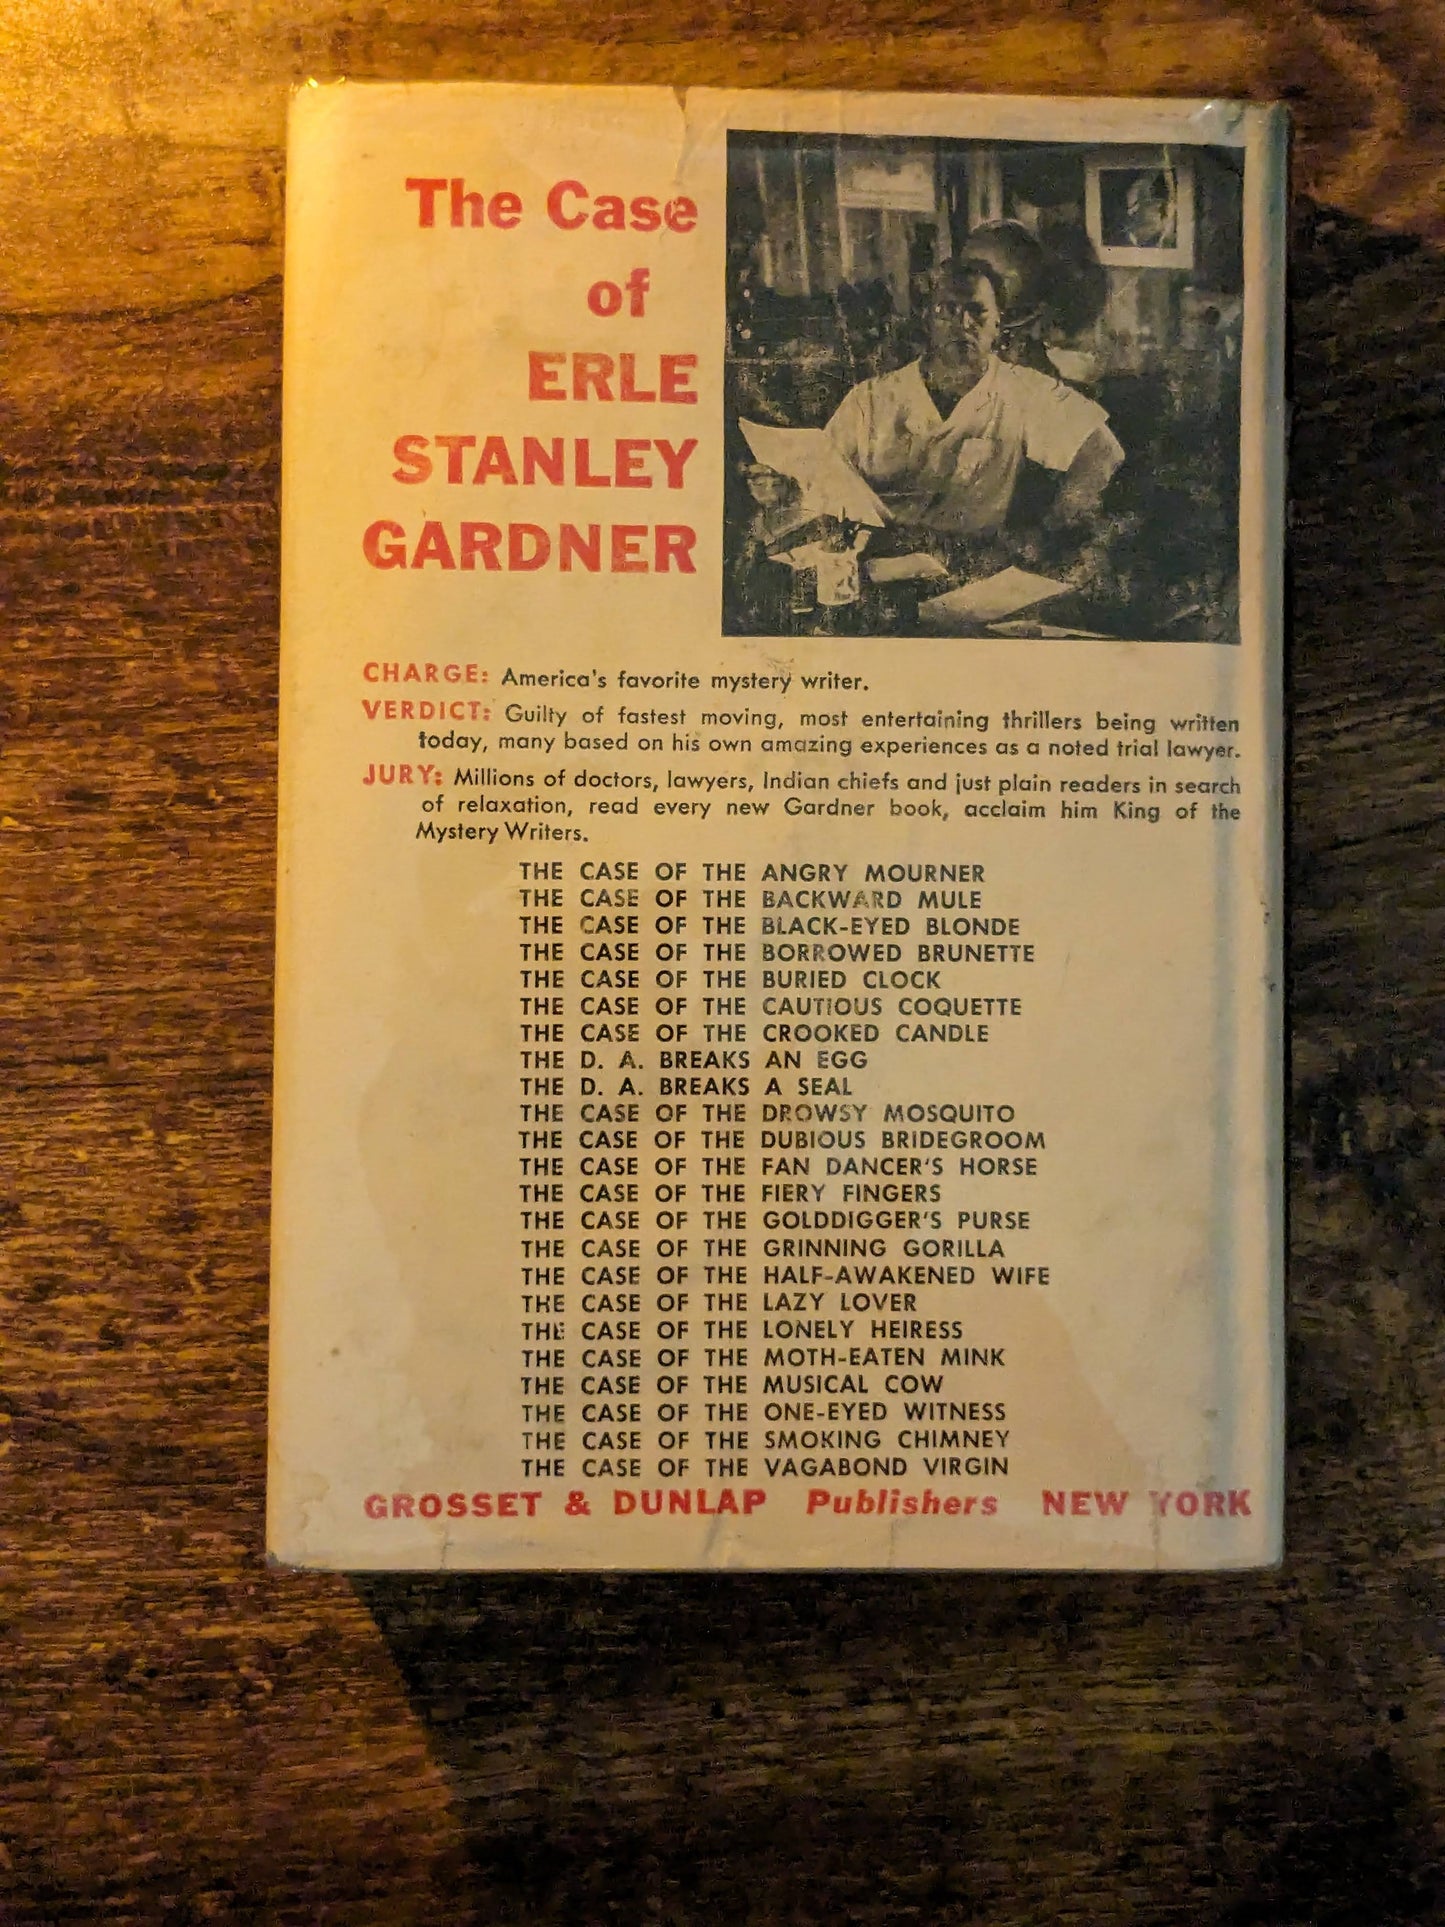 The Case
of
ERLE
STANLEY
GARDNER
CHARGE: America's favorite mystery writer.
VERDICT: Guilty of fastest moving, most entertaining thrillers being written
today, many based on his own amazing experiences as a noted trial lawyer.
JURY: Millions of doctors, lawyers, Indian chiefs and just plain readers in search
of relaxation, read every new Gardner book, acclaim him King of the
Mystery Writers.
THE CASE OF THE ANGRY MOURNER
THE CASE OF THE BACKWARD MULE
THE CASE OF THE BLACK-EYED BLONDE
THE CASE OF THE BORROWED BRUNETTE
THE CASE OF THE BURIED CLOCK
THE CASE OF THE CAUTIOUS COQUETTE
THE CASE OF THE CROOKED CANDLE
THE D. A. BREAKS AN EGG
THE D. A. BREAKS A SEAL
THE CASE OF THE DROWSY MOSQUITO
THE CASE OF THE DUBIOUS BRIDEGROOM
THE CASE OF THE FAN DANCER'S HORSE
THE CASE OF THE FIERY FINGERS
THE CASE OF THE GOLDDIGGER'S PURSE
THE CASE OF THE GRINNING GORILLA
THE CASE OF THE HALF-AWAKENED WIFE
THE CASE OF THE LAZY LOVER
THE CASE OF THE LONELY HEIRESS
THE CASE OF THE MOTH-EATEN MINK
THE CASE OF THE MUSICAL COW
THE CASE OF THE ONE-EYED WITNESS
THE CASE OF THE SMOKING CHIMNEY
THE CASE OF THE VAGABOND VIRGIN
GROSSET & DUNLAP Publishers NEW YORK